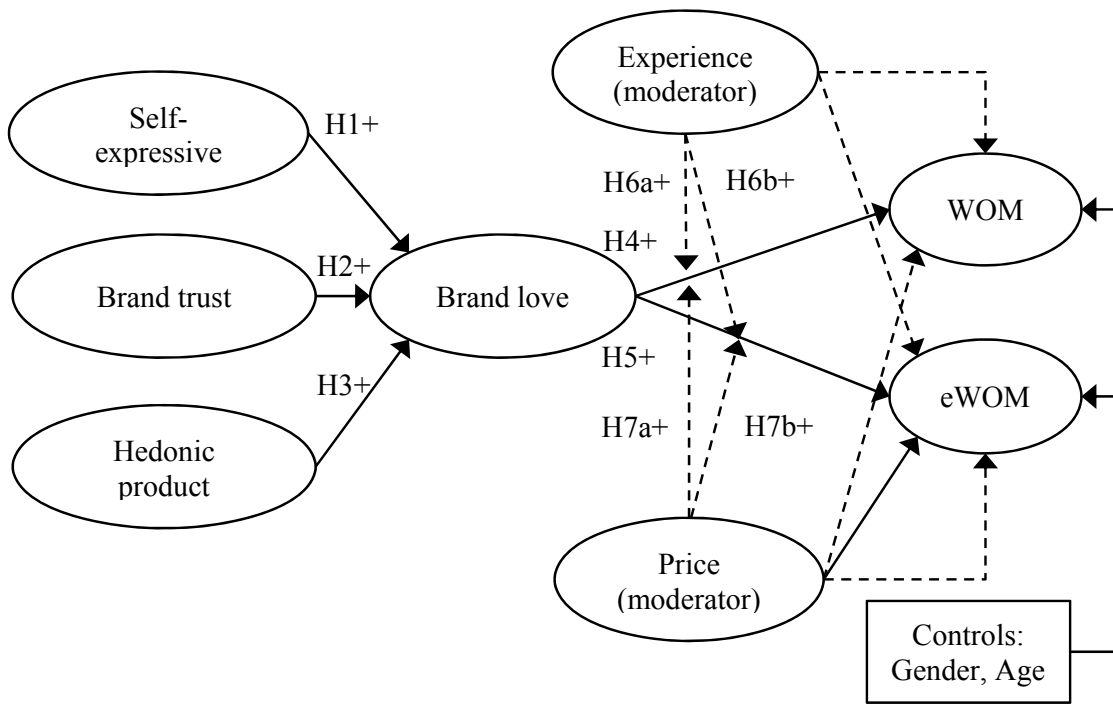 Experience
(moderator)
Self-
expressive
H1+
H6a+
H6b+
WOM
H4+
H2+
Brand trust
Brand love
H5+
H3+
eWOM
H7a+
H7b+
Hedonic
product
Price
(moderator)
Controls:
Gender, Age